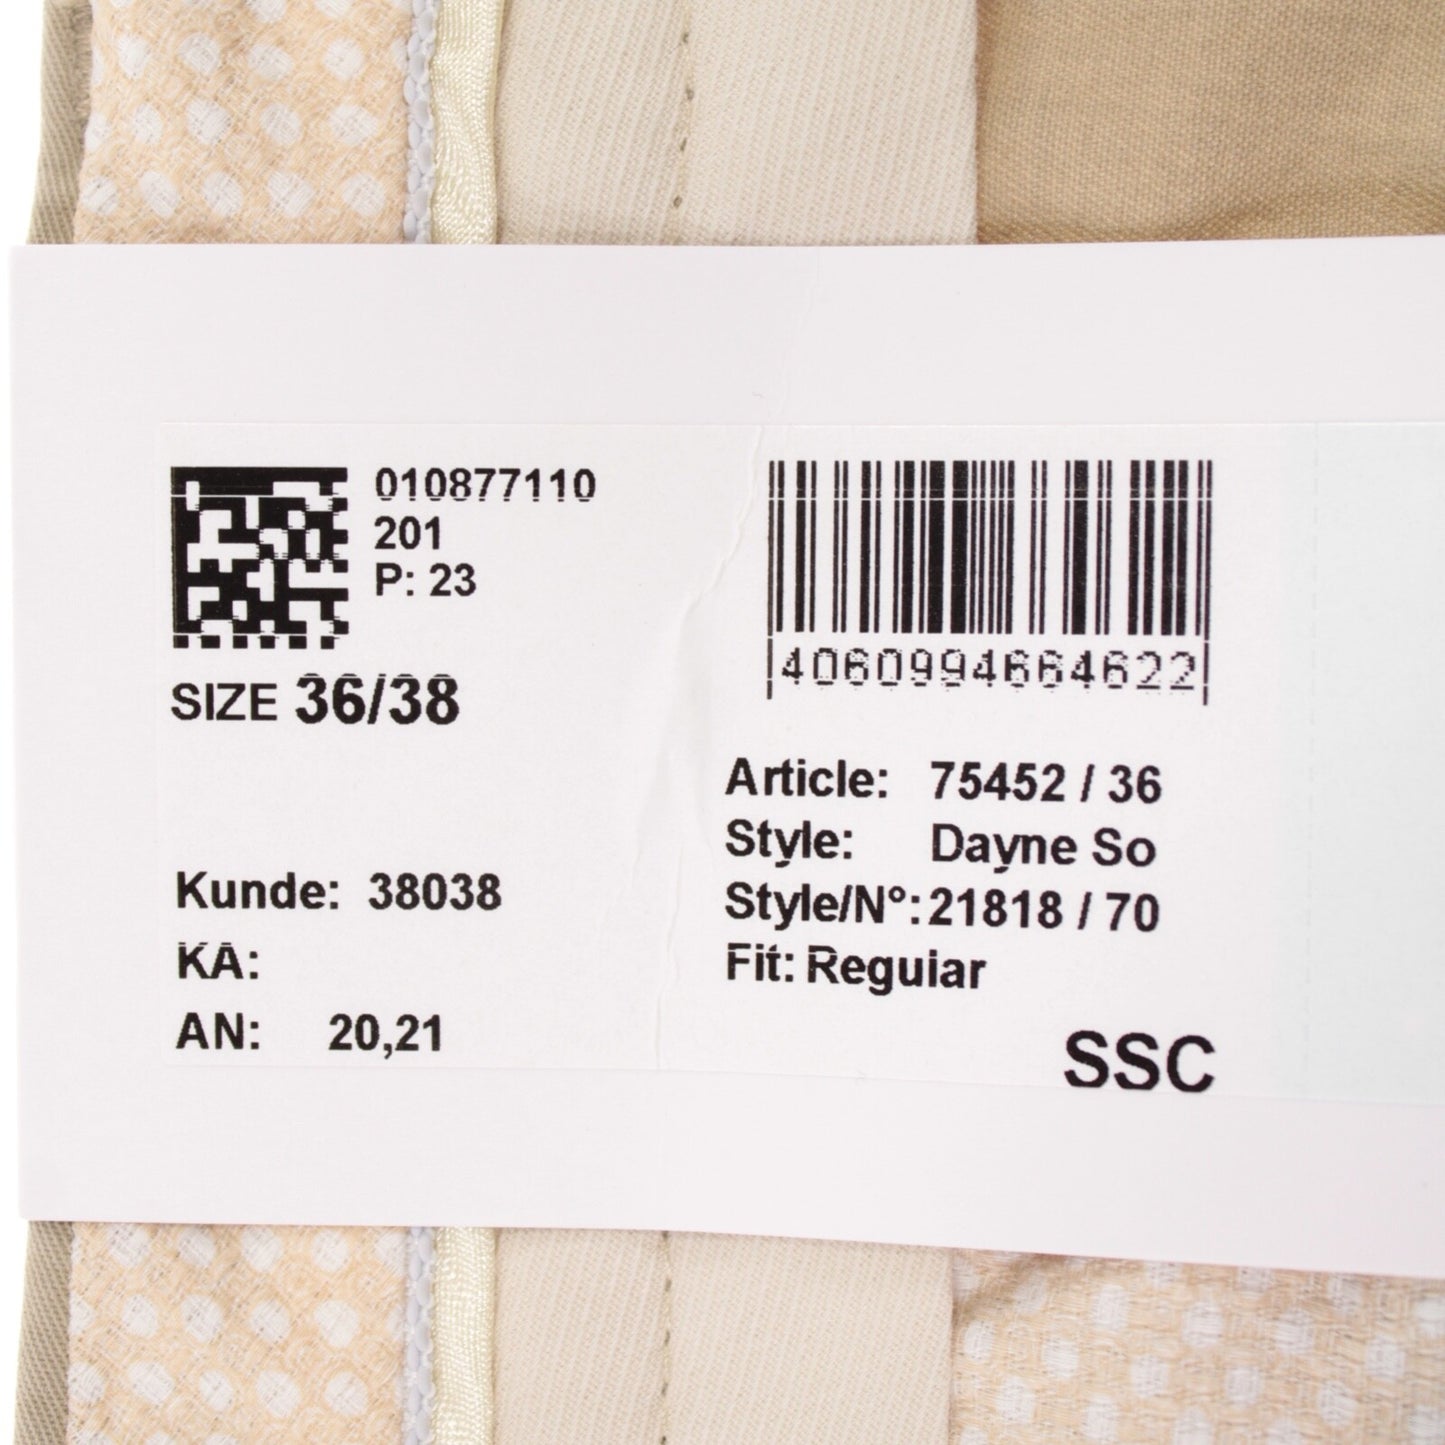 010877110
201
P: 23
SIZE 36/38
Kunde: 38038
KA:
AN: 20,21
4060994664622
Article: 75452 / 36
Style: Dayne So
Style/N°: 21818 / 70
Fit: Regular
SSC